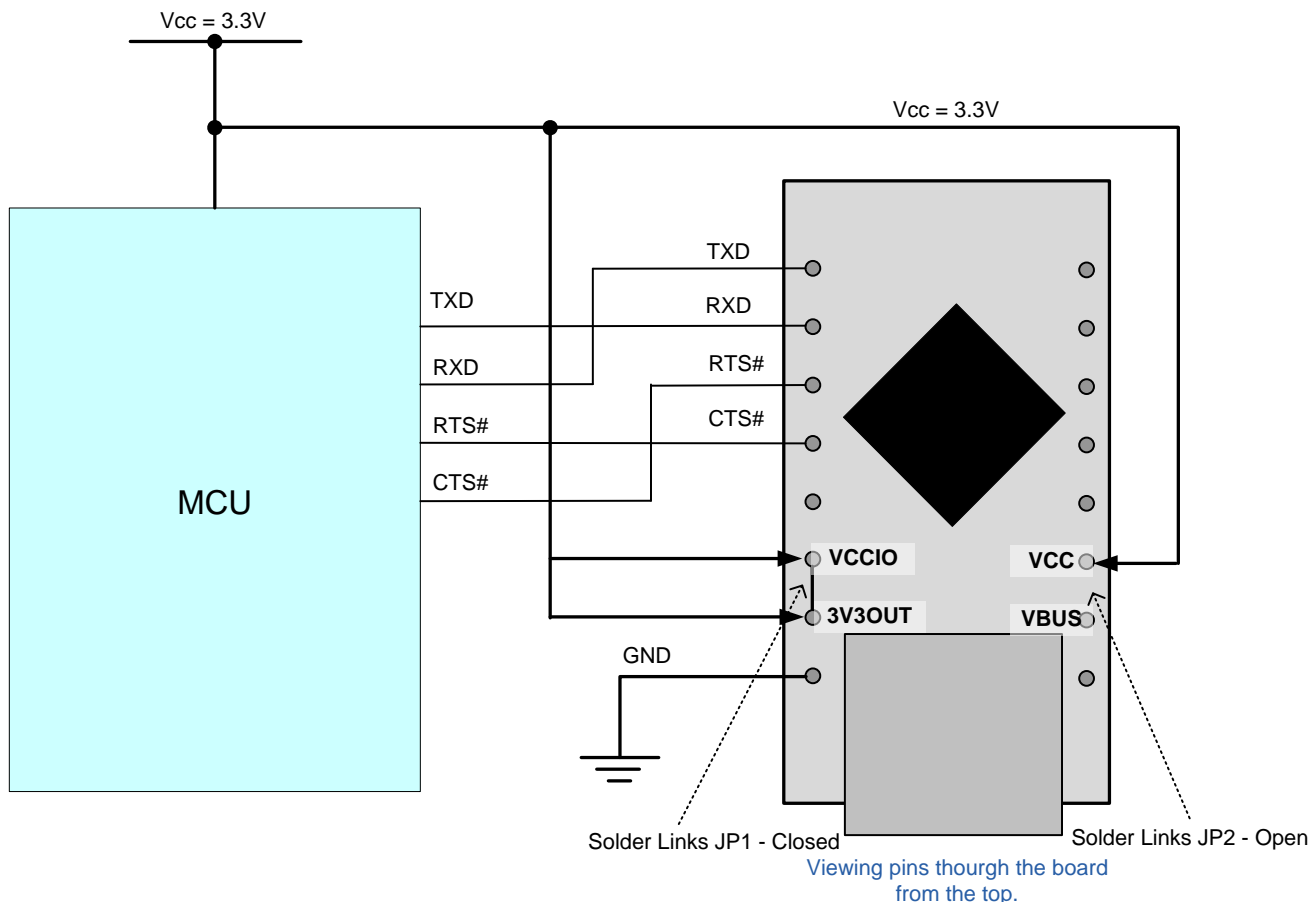 Vcc = 3.3V
Vcc = 3.3V
TXD
TXD
RXD
RTS#
RXD
RTS#
CTS#
CTS#
MCU
VCCIO
VCC
3V3OUT
VBUS
GND
Solder Links JP1 - Closed
Solder Links JP2 - Open
Viewing pins thourgh the board
from the top.